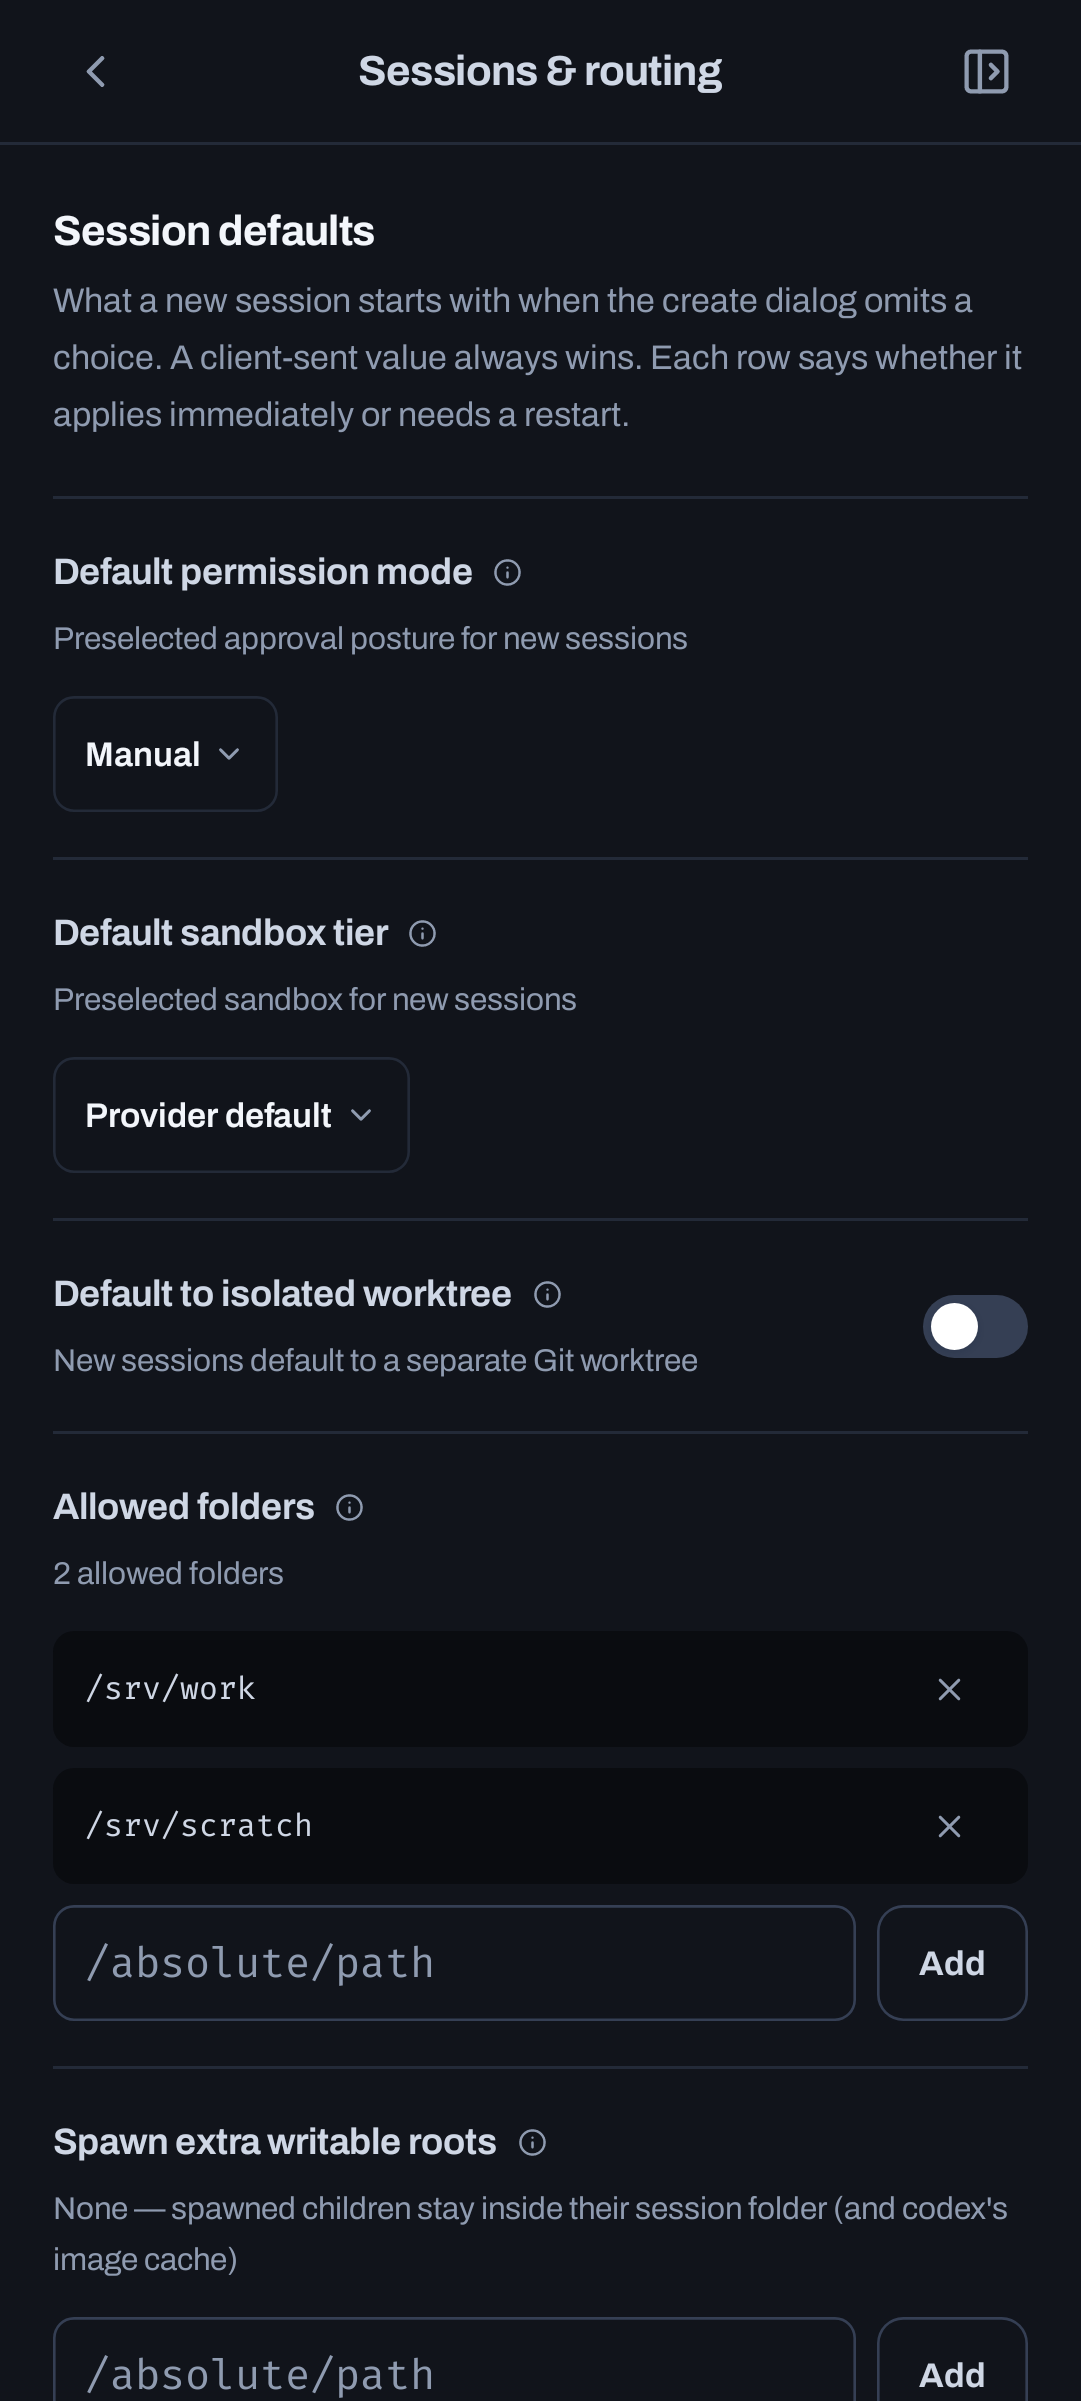 Sessions & routing
Session defaults
What a new session starts with when the create dialog omits a
choice. A client-sent value always wins. Each row says whether it
applies immediately or needs a restart.
Default permission mode
Preselected approval posture for new sessions
Manual
Default sandbox tier
Preselected sandbox for new sessions
Provider default
Default to isolated worktree
New sessions default to a separate Git worktree
Allowed folders
2 allowed folders
/srv/work
/srv/scratch
/absolute/path
Add
Spawn extra writable roots
None — spawned children stay inside their session folder (and codex's
image cache)
/absolute/path
Add